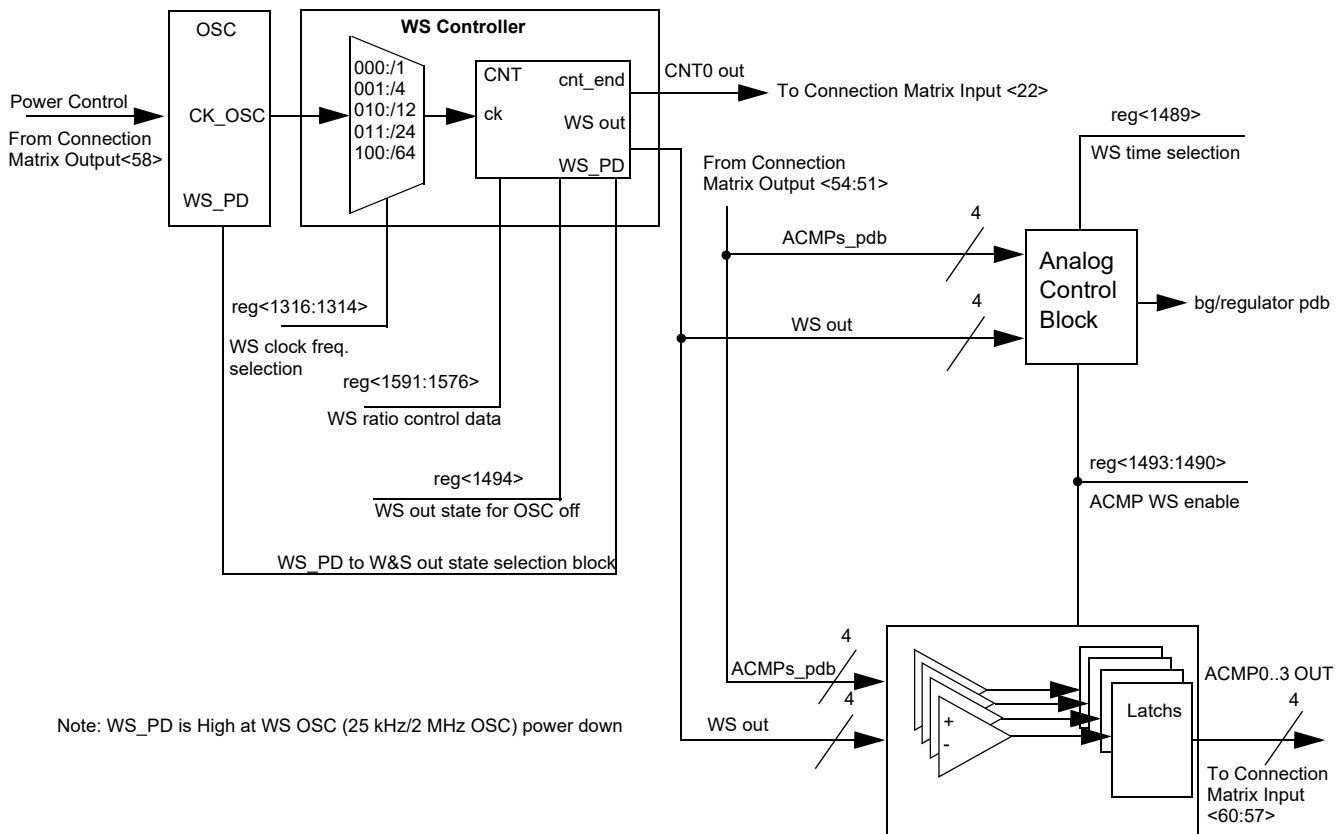 OSC
WS Controller
Power Control
From Connection
Matrix Output<58>
CK_OSC
WS_PD
000:/1
001:/4
010:/12
011:/24
100:/64
CNT
ck
cnt_end
WS out
WS_PD
CNT0 out
To Connection Matrix Input <22>
reg<1489>
WS time selection
From Connection
Matrix Output <54:51>
4
ACMPs_pdb
4
WS out
Analog
Control
Block
bg/regulator pdb
reg<1316:1314>
WS clock freq.
selection
reg<1591:1576>
WS ratio control data
reg<1494>
WS out state for OSC off
WS_PD to W&S out state selection block
reg<1493:1490>
ACMP WS enable
4
ACMPs_pdb
4
WS out
+
-
Latchs
ACMP0..3 OUT
4
To Connection
Matrix Input
<60:57>
Note: WS_PD is High at WS OSC (25 kHz/2 MHz OSC) power down